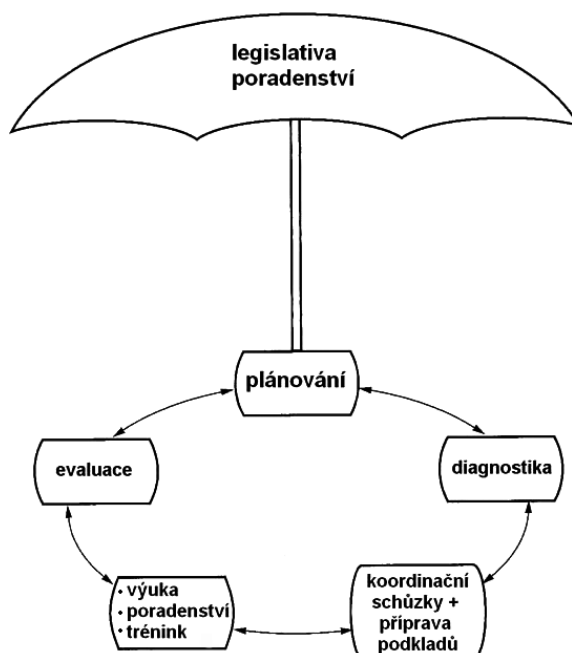 legislativa
poradenství
plánování
evaluace
diagnostika
• výuka
• poradenství
• trénink
koordinační
schůzky +
příprava
podkladů